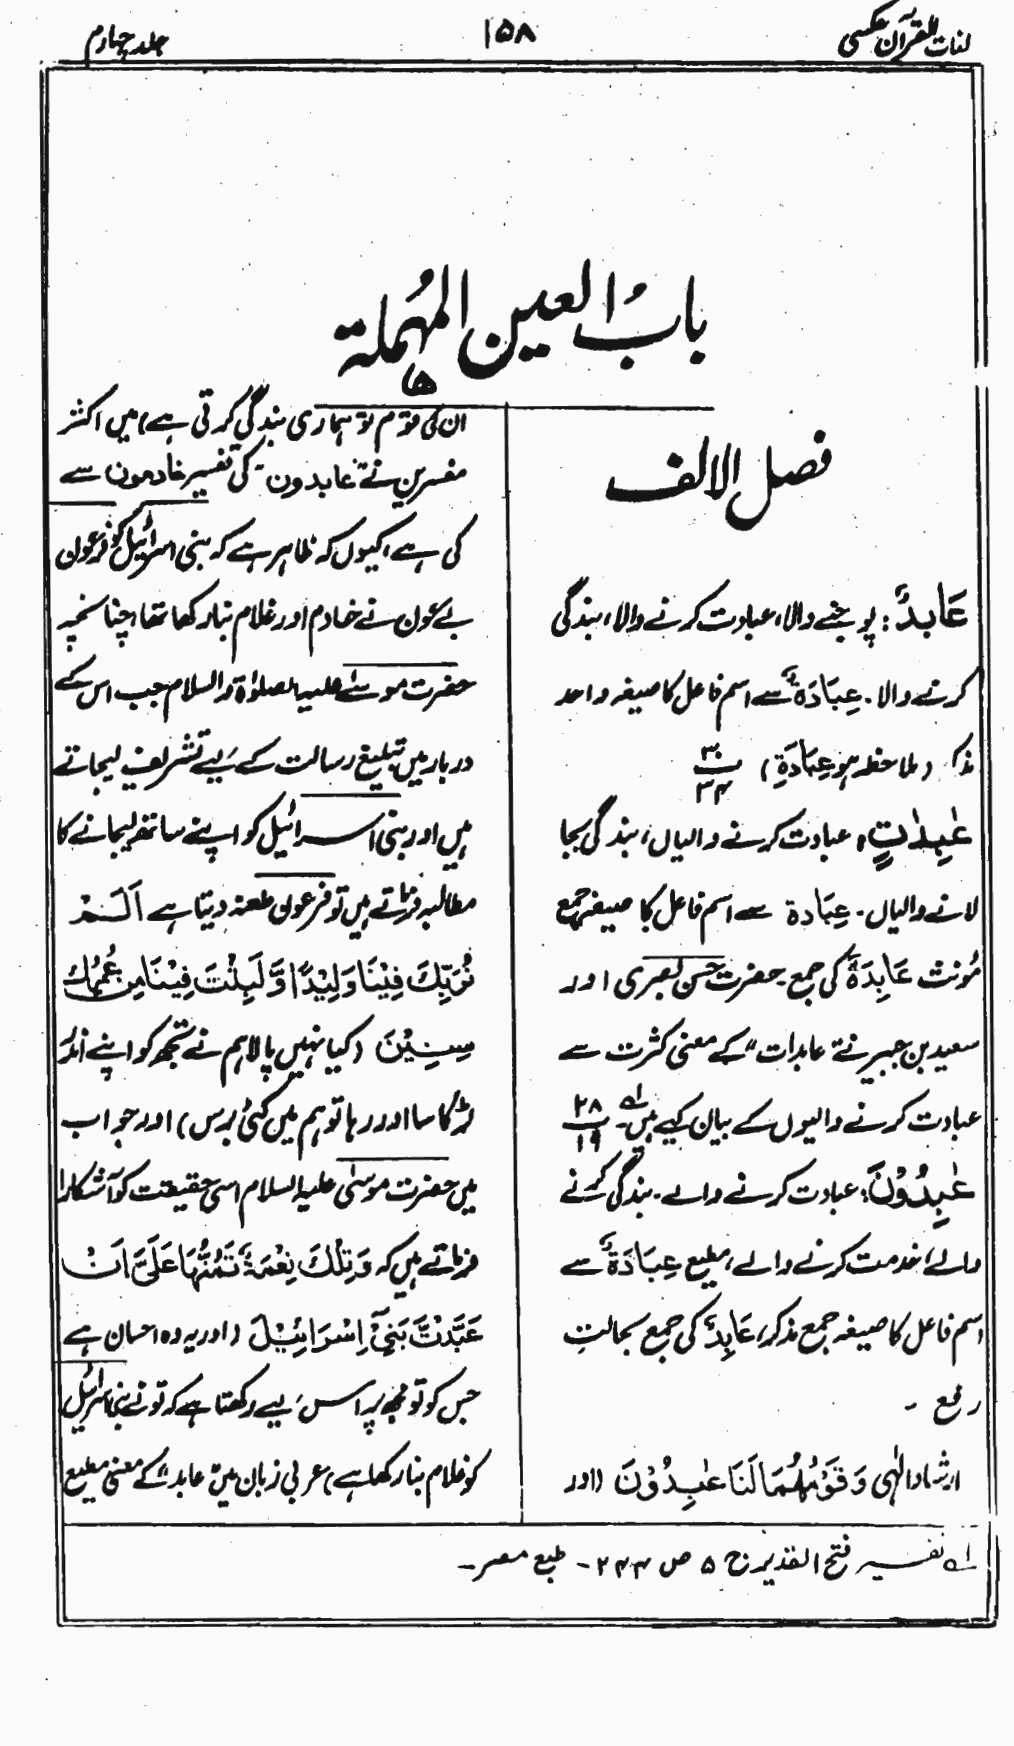 لغات القرآن عکسی
۱۵۸
جلد چہارم
بابُ العین المُہملة
فصل الالف
عَابِدٌ: پوجنے والا، عبادت کرنے والا، بندگی
کرنے والا۔ عِبَادَةٌ سے اسم فاعل کا صیغہ واحد
مذکر (ملاحظہ ہو عِبَادَةِ) ۳۰/۳۴
عٰبِدٰتٍ: عبادت کرنے والیاں، بندگی بجا
لانے والیاں۔ عِبَادة سے اسم فاعل کا صیغہ جمع
مؤنث عَابِدَةٌ کی جمع۔ حضرت حسن بصری اور
سعید بن جبیر نے "عابدات" کے معنی کثرت سے
عبادت کرنے والیوں کے بیان کیے ہیں۔ لہ ۲۸/۱۹
عٰبِدُوْنَ: عبادت کرنے والے۔ بندگی کرنے
والے، خدمت کرنے والے، مطیع عِبَادَةٌ سے
اسم فاعل کا صیغہ جمع مذکر، عَابِدٌ کی جمع بحالتِ
رفع ۔
ارشاد الٰہی وَقَوْمُهُمَا لَنَا عٰبِدُوْنَ (اور
ان کی قوم تو ہماری بندگی کرتی ہے) میں اکثر
مفسرین نے "عابدون" کی تفسیر خادمون سے
کی ہے، کیوں کہ ظاہر ہے کہ بنی اسرائیل کو فرعون
بے عون نے خادم اور غلام بنا رکھا تھا، چنانچہ
حضرت موسےٰ علیہ الصلوٰة والسلام جب اس کے
دربار میں تبلیغ رسالت کے لیے تشریف لیجاتے
ہیں اور بنی اسرائیل کو اپنے ساتھ لیجانے کا
مطالبہ فرماتے ہیں تو فرعون طعنہ دیتا ہے اَلَمْ
نُرَبِّكَ فِيْنَا وَلِيْدًا وَّلَبِثْتَ فِيْنَا مِنْ عُمُرِكَ
سِنِيْنَ (کیا نہیں پالا ہم نے تجھ کو اپنے اندر
لڑکا سا اور رہا تو ہم میں کئی برس) اور جواب
میں حضرت موسٰی علیہ السلام اسی حقیقت کو آشکارا
فرماتے ہیں کہ وَتِلْكَ نِعْمَةٌ تَمُنُّهَا عَلَيَّ اَنْ
عَبَّدْتَّ بَنِيْٓ اِسْرَائِيْلَ (اور یہ وہ احسان ہے
جس کو تو مجھ پر اس لیے رکھتا ہے کہ تو نے بنی اسرائیل
کو غلام بنا رکھا ہے) عربی زبان میں "عابد" کے معنی مطیع
لہ تفسیر فتح القدیر ج ۵ ص ۲۴۴ ۔ طبع مصر ۔